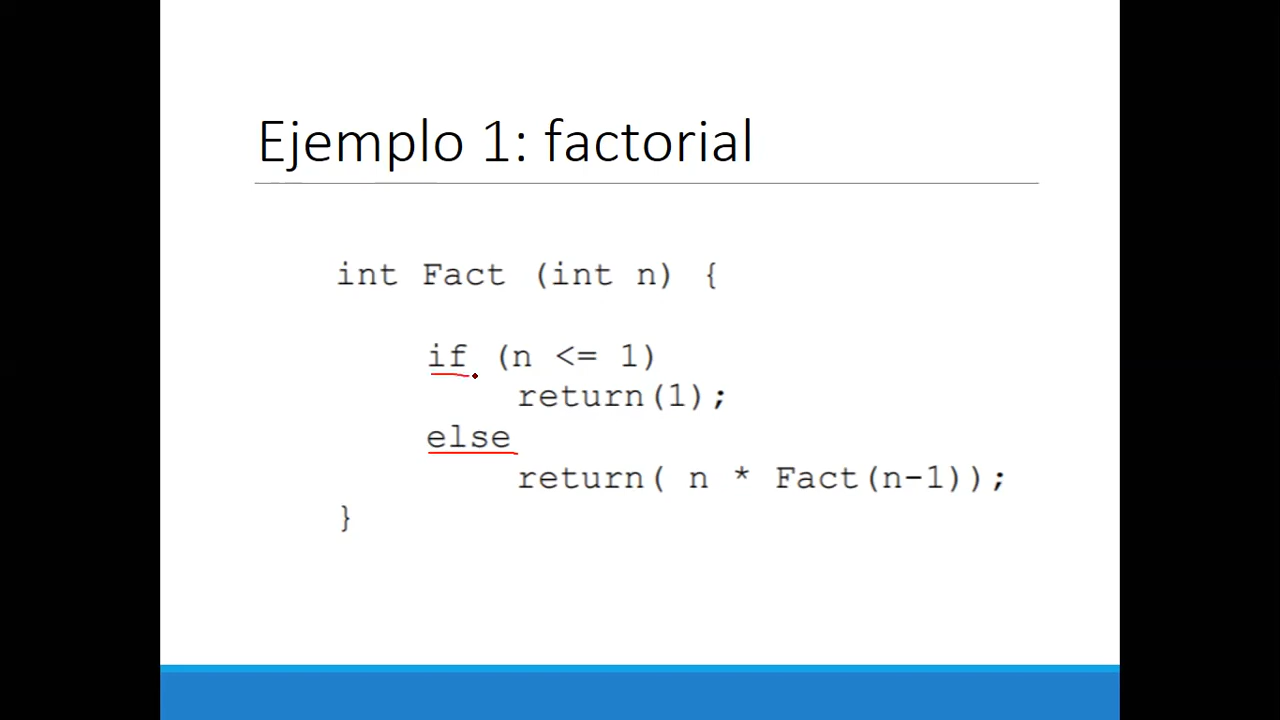 Ejemplo 1: factorial
int Fact (int n) {
if (n <= 1)
return(1);
else
return( n * Fact(n-1));
}